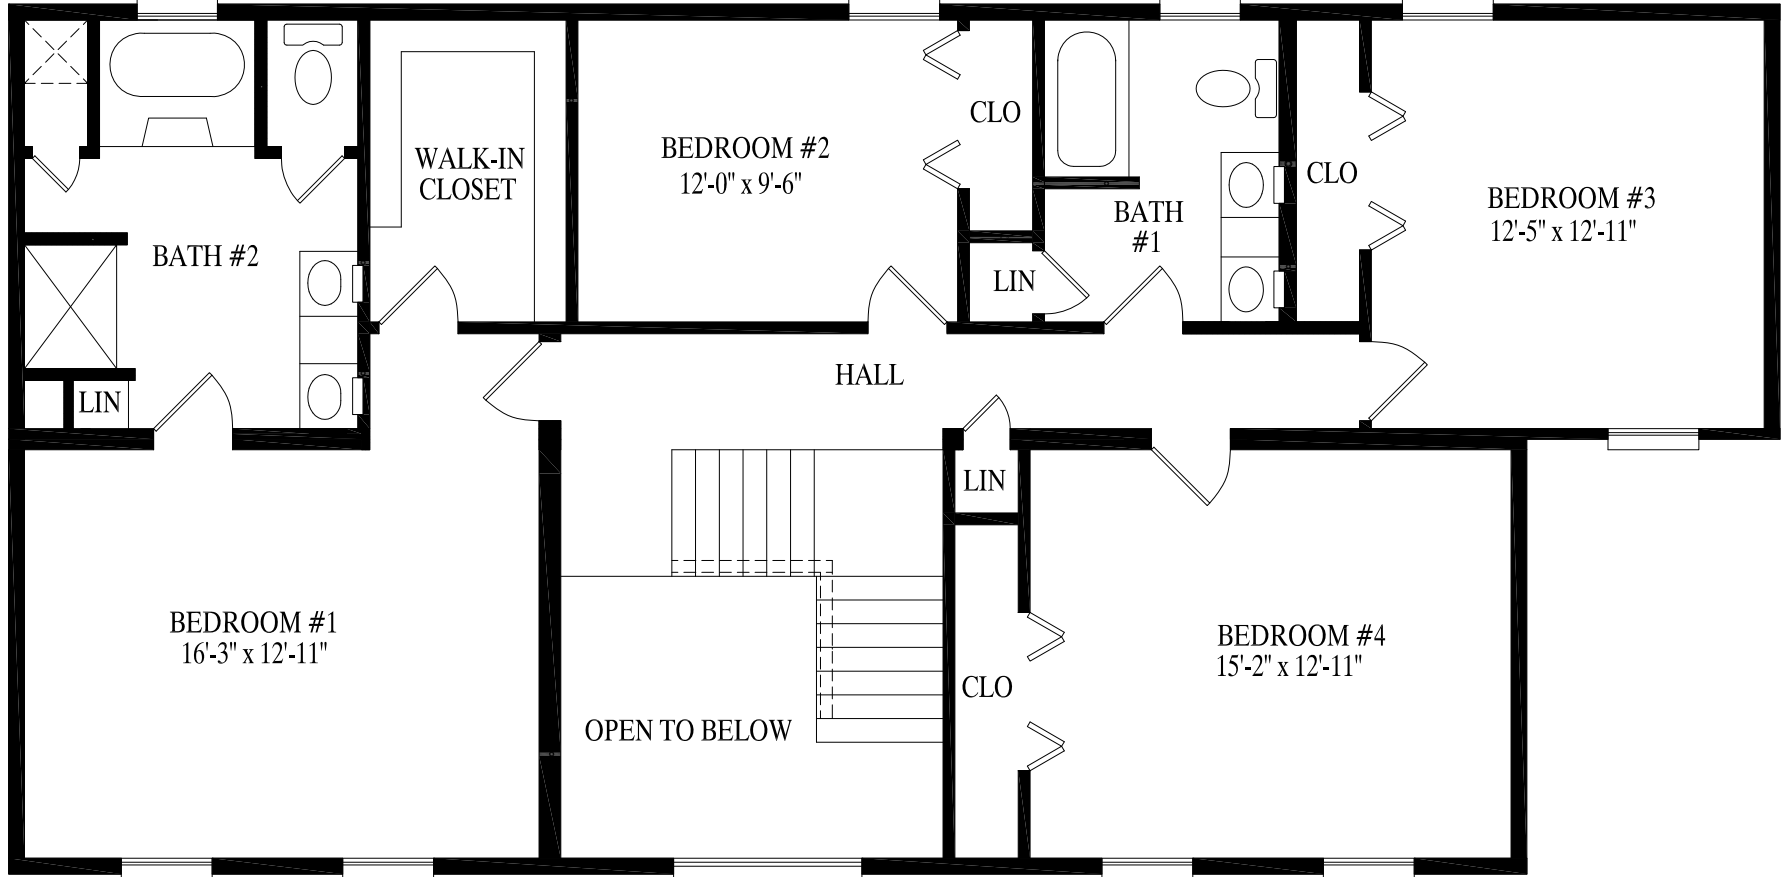 WALK-IN
CLOSET
BEDROOM #2
12'-0" x 9'-6"
CLO
BATH
#1
CLO
BEDROOM #3
12'-5" x 12'-11"
BATH #2
LIN
LIN
HALL
LIN
BEDROOM #1
16'-3" x 12'-11"
OPEN TO BELOW
CLO
BEDROOM #4
15'-2" x 12'-11"